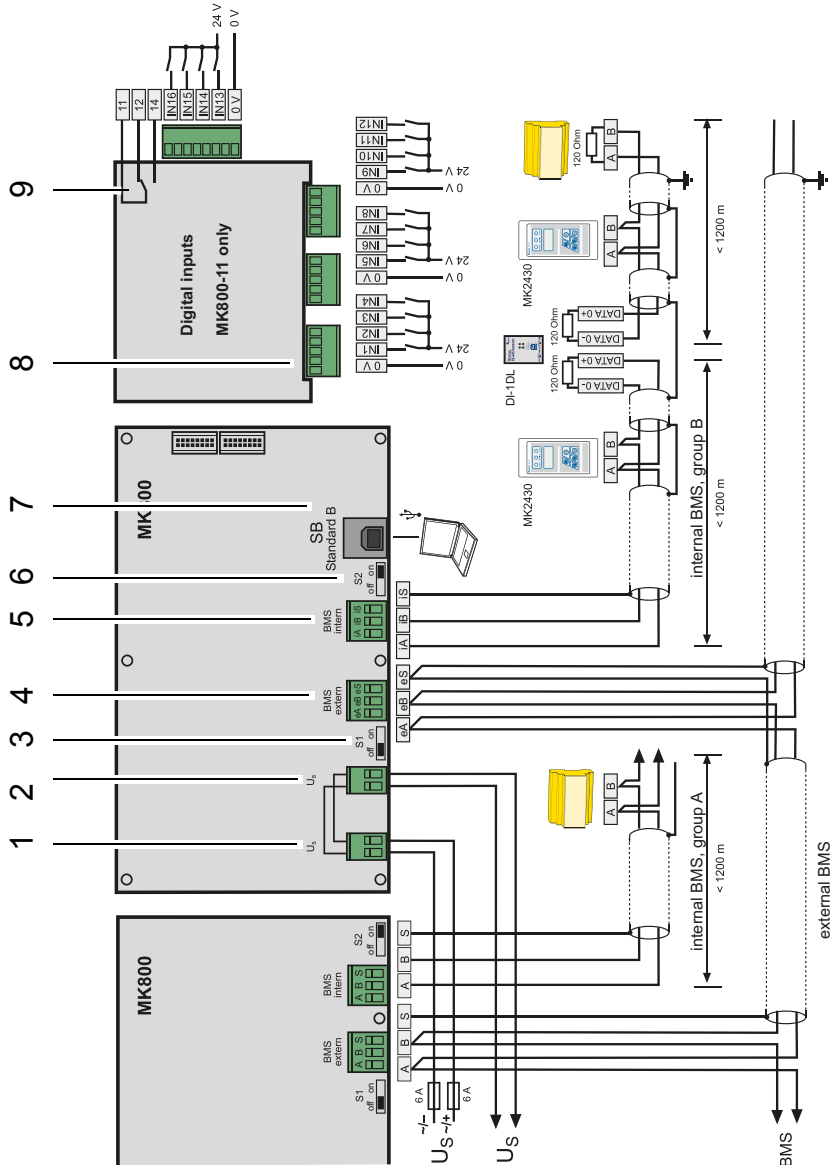 1
2
3
4
5
6
7
8
9
MK800
S1
off on
BMS
extern
A B S
BMS
intern
A B S
S2
off on
A
B
S
A
B
S
Us
Us
S1
off on
BMS
extern
eA eB eS
BMS
intern
iA iB iS
S2
off on
SB
Standard B
eA
eB
eS
iA
iB
iS
Digital inputs
MK800-11 only
11
12
14
IN16
IN15
IN14
IN13
0 V
24 V
0 V
0 V
IN1
IN2
IN3
IN4
0 V
24 V
0 V
IN5
IN6
IN7
IN8
0 V
24 V
0 V
IN9
IN10
IN11
IN12
0 V
24 V
6 A
6 A
~/–
US ~/+
US
A
B
internal BMS, group A
< 1200 m
MK2430
A
B
DI-1DL
120 Ohm
DATA 0-
DATA 0+
120 Ohm
DATA 0-
DATA 0+
MK2430
A
B
120 Ohm
A
B
internal BMS, group B
< 1200 m
< 1200 m
BMS
external BMS